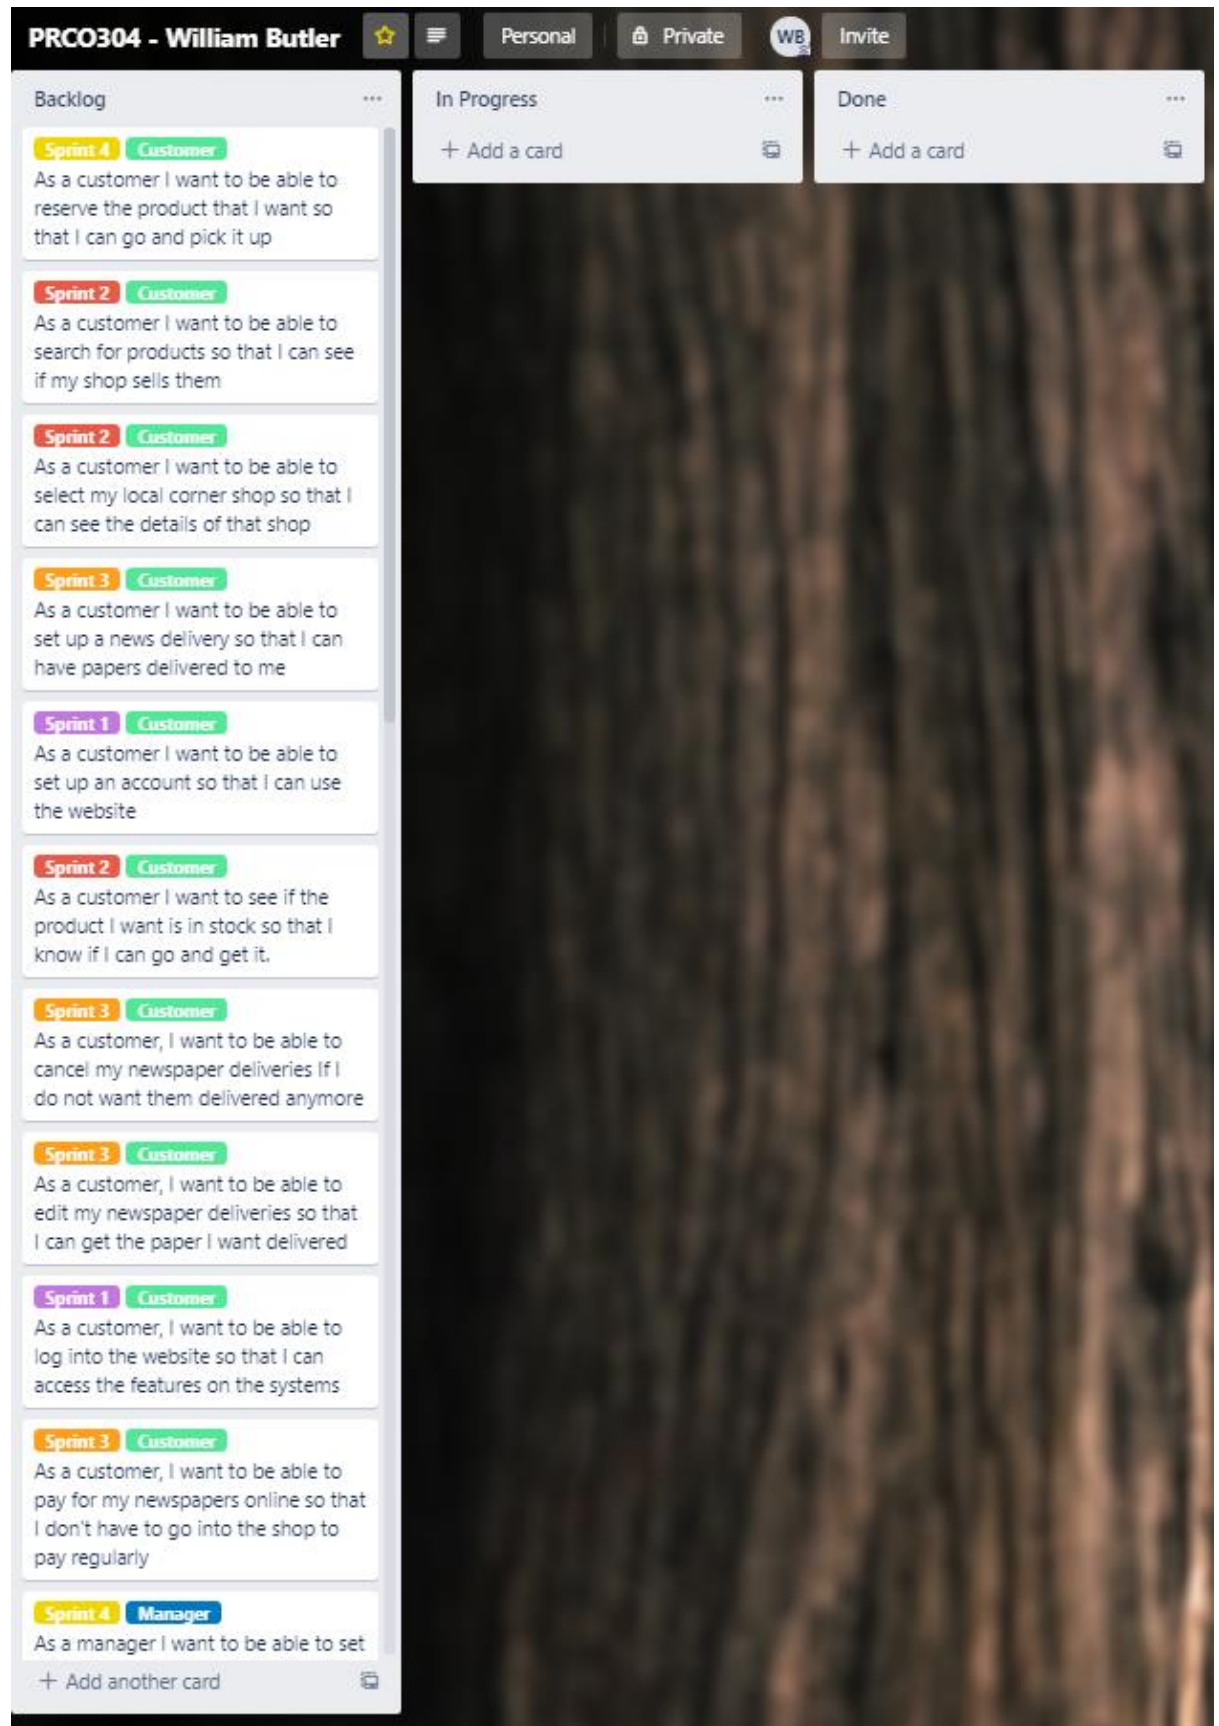 PRCO304 - William Butler Personal Private WB Invite
Backlog
Sprint 4 Customer
As a customer I want to be able to
reserve the product that I want so
that I can go and pick it up
Sprint 2 Customer
As a customer I want to be able to
search for products so that I can see
if my shop sells them
Sprint 2 Customer
As a customer I want to be able to
select my local corner shop so that I
can see the details of that shop
Sprint 3 Customer
As a customer I want to be able to
set up a news delivery so that I can
have papers delivered to me
Sprint 1 Customer
As a customer I want to be able to
set up an account so that I can use
the website
Sprint 2 Customer
As a customer I want to see if the
product I want is in stock so that I
know if I can go and get it.
Sprint 3 Customer
As a customer, I want to be able to
cancel my newspaper deliveries If I
do not want them delivered anymore
Sprint 3 Customer
As a customer, I want to be able to
edit my newspaper deliveries so that
I can get the paper I want delivered
Sprint 1 Customer
As a customer, I want to be able to
log into the website so that I can
access the features on the systems
Sprint 3 Customer
As a customer, I want to be able to
pay for my newspapers online so that
I don't have to go into the shop to
pay regularly
Sprint 4 Manager
As a manager I want to be able to set
+ Add another card
In Progress
+ Add a card
Done
+ Add a card